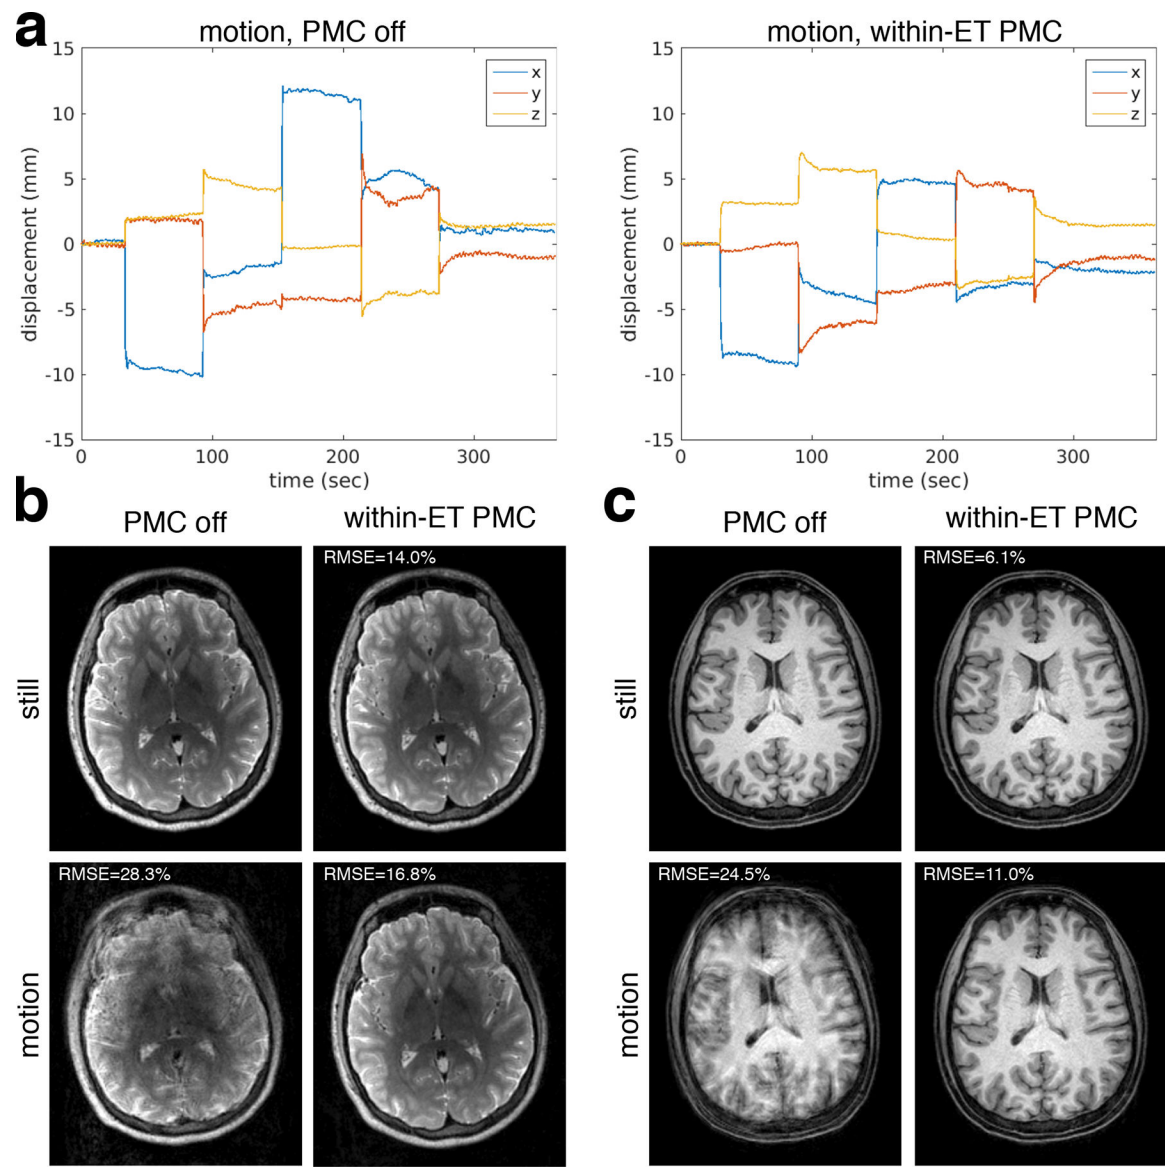 a
motion, PMC off
motion, within-ET PMC
15
10
5
0
-5
-10
-15
displacement (mm)
x
y
z
0
100
200
300
time (sec)
15
10
5
0
-5
-10
-15
displacement (mm)
x
y
z
0
100
200
300
time (sec)
b
PMC off
within-ET PMC
still
RMSE=14.0%
motion
RMSE=28.3%
RMSE=16.8%
c
PMC off
within-ET PMC
still
RMSE=6.1%
motion
RMSE=24.5%
RMSE=11.0%